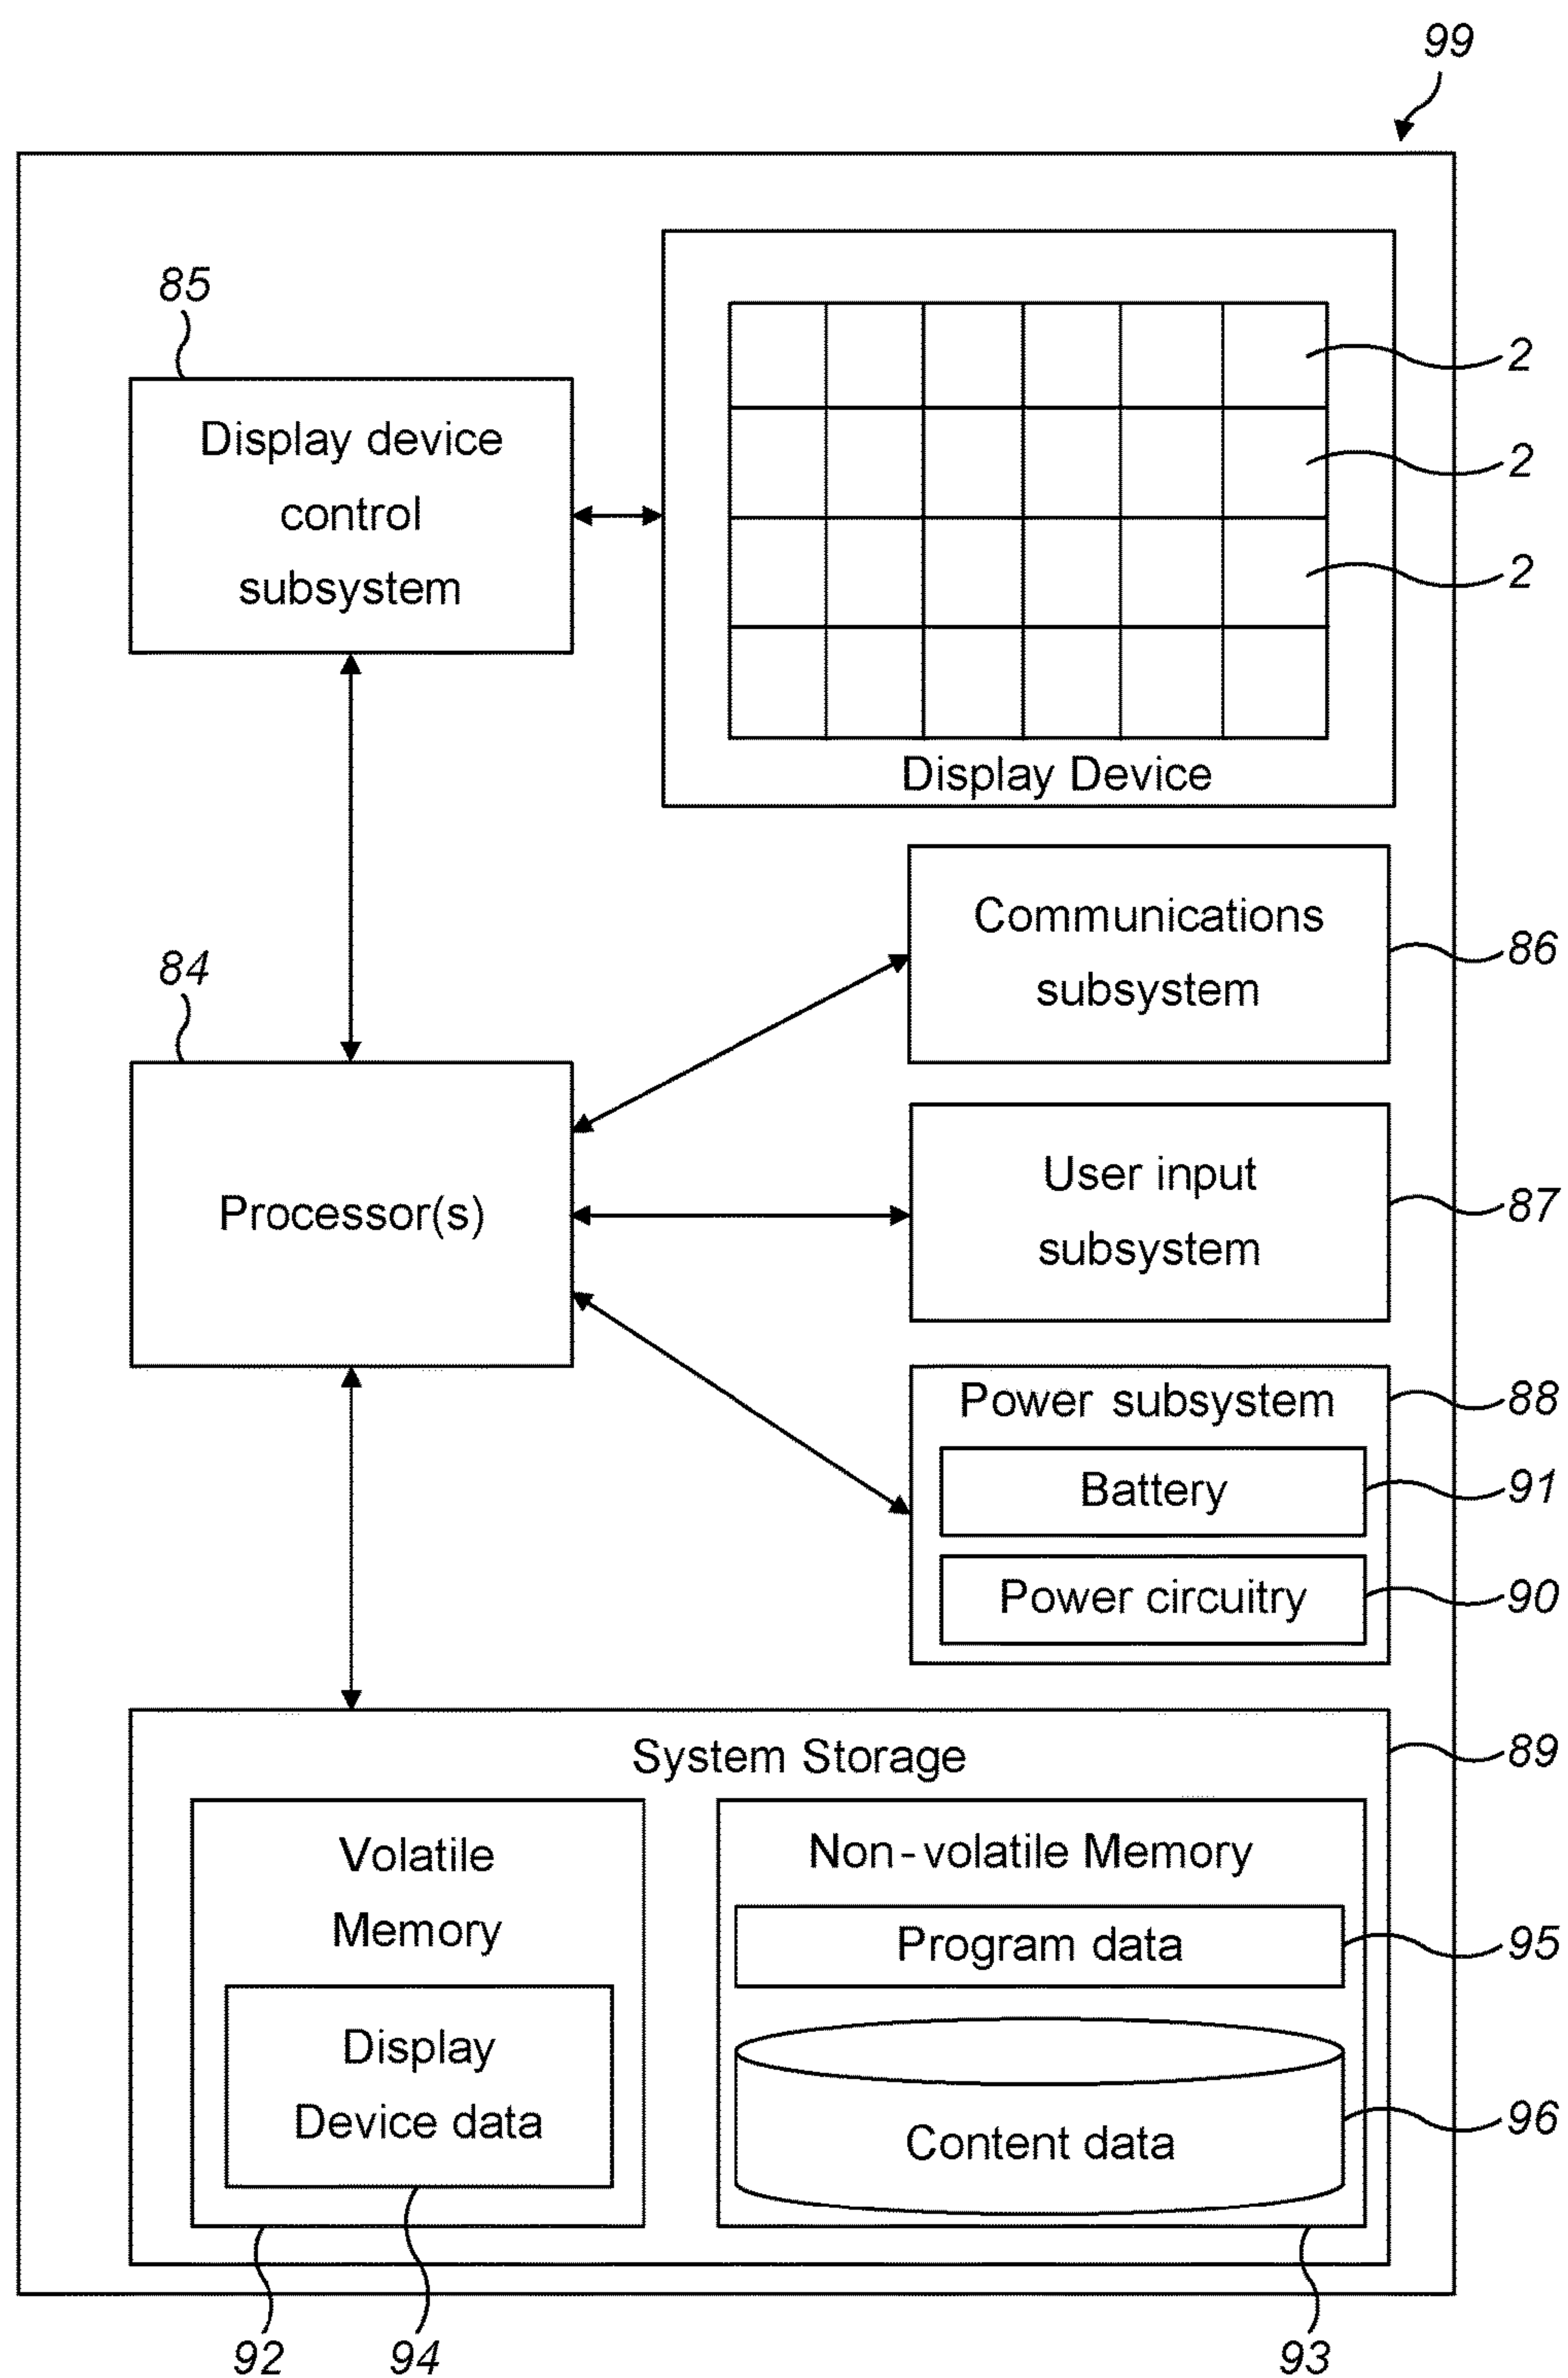 99
85
Display device
control
subsystem
2
2
2
Display Device
Communications
subsystem
86
84
Processor(s)
User input
subsystem
87
Power subsystem
88
Battery
91
Power circuitry
90
System Storage
89
Volatile
Memory
Display
Device data
Non-volatile Memory
Program data
95
Content data
96
92
94
93